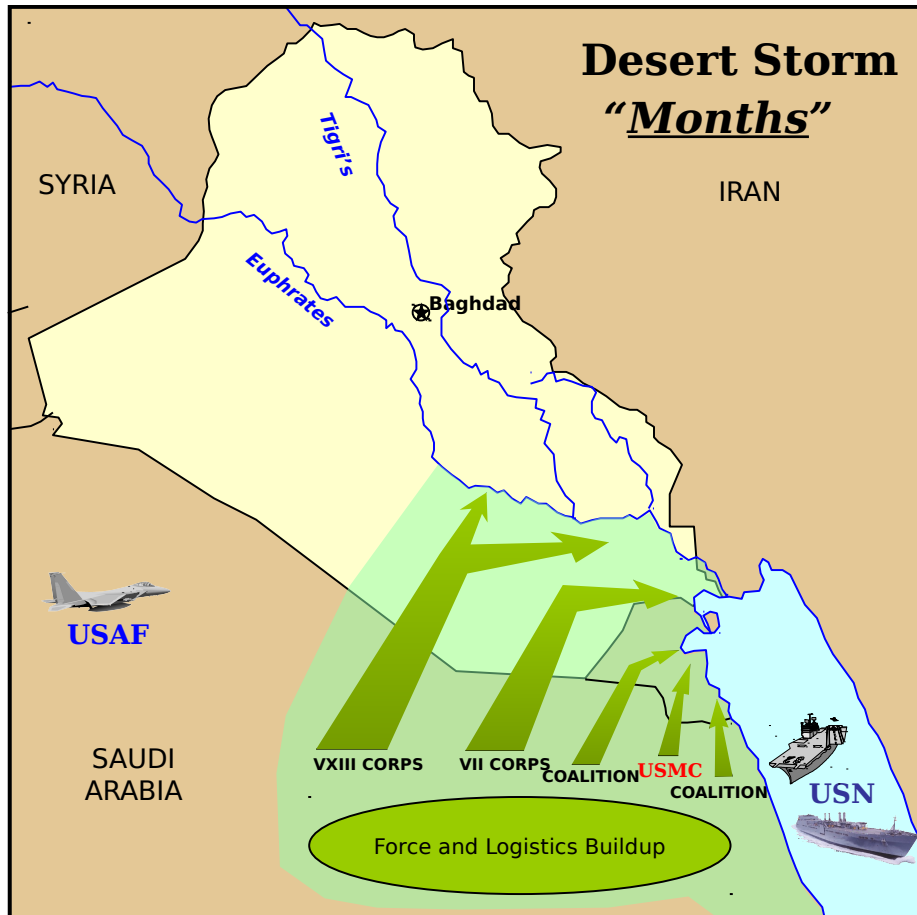 Desert Storm
“Months”
Tigri's
SYRIA
IRAN
Euphrates
Baghdad
USAF
SAUDI
ARABIA
VXIII CORPS
VII CORPS
COALITION
USMC
COALITION
USN
Force and Logistics Buildup